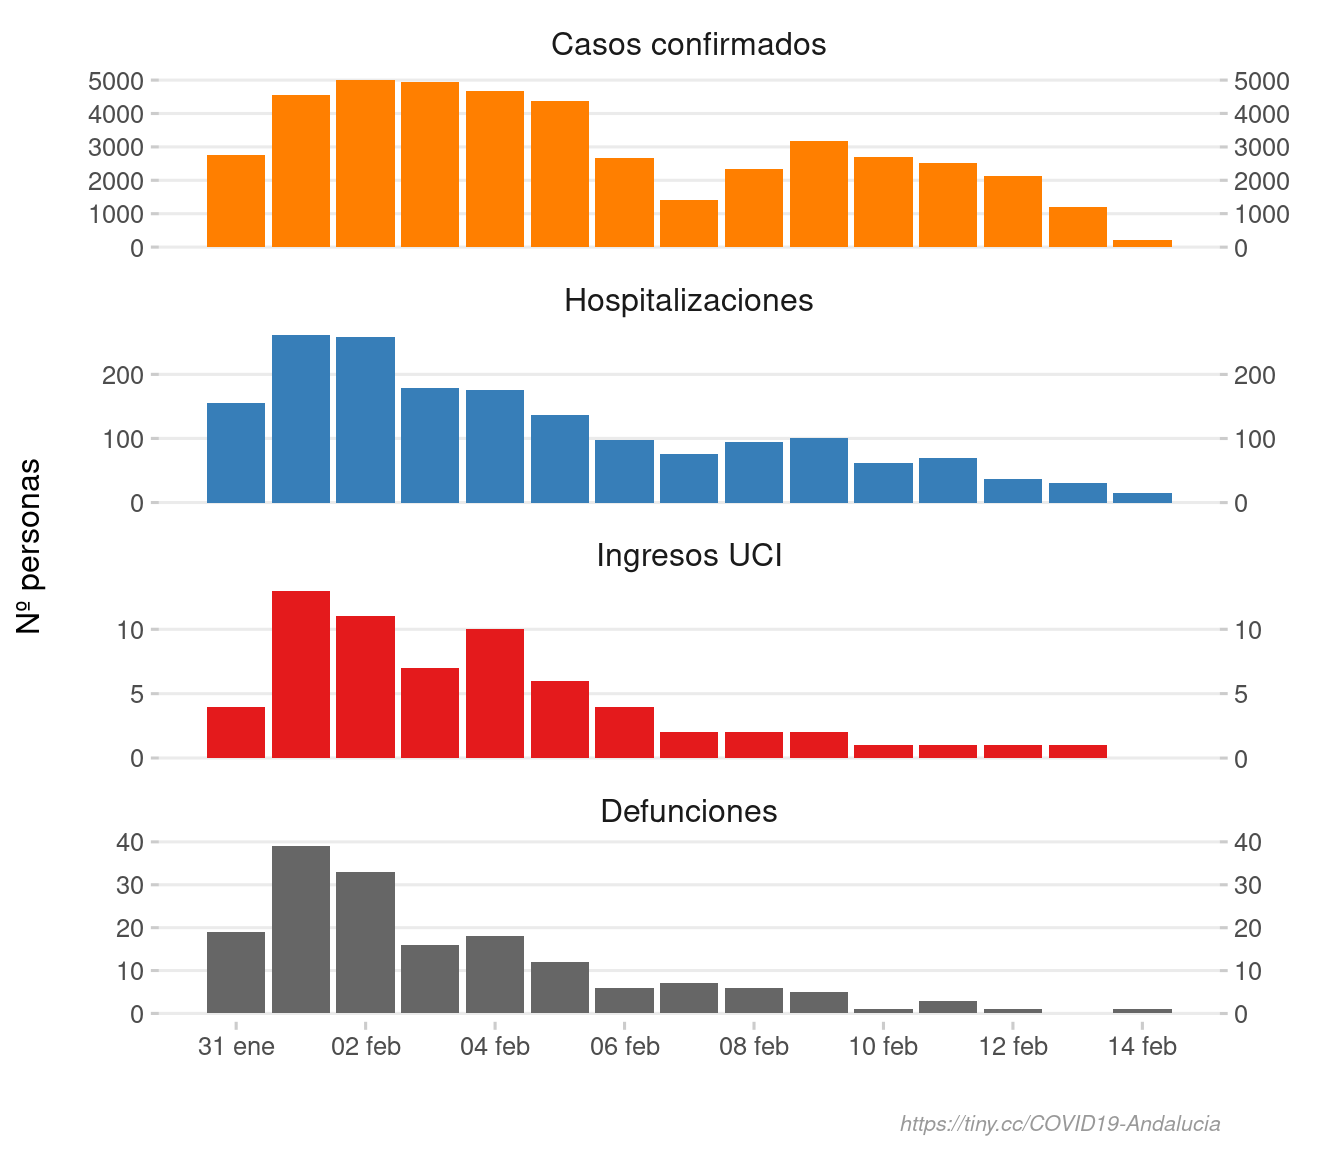 Casos confirmados
5000 5000
4000 4000
3000 3000
2000 2000
1000 1000
0 0
Hospitalizaciones
200 200
100 100
0 0
Nº personas
Ingresos UCI
10 10
5 5
0 0
Defunciones
40 40
30 30
20 20
10 10
0 0
31 ene 02 feb 04 feb 06 feb 08 feb 10 feb 12 feb 14 feb
https://tiny.cc/COVID19-Andalucia